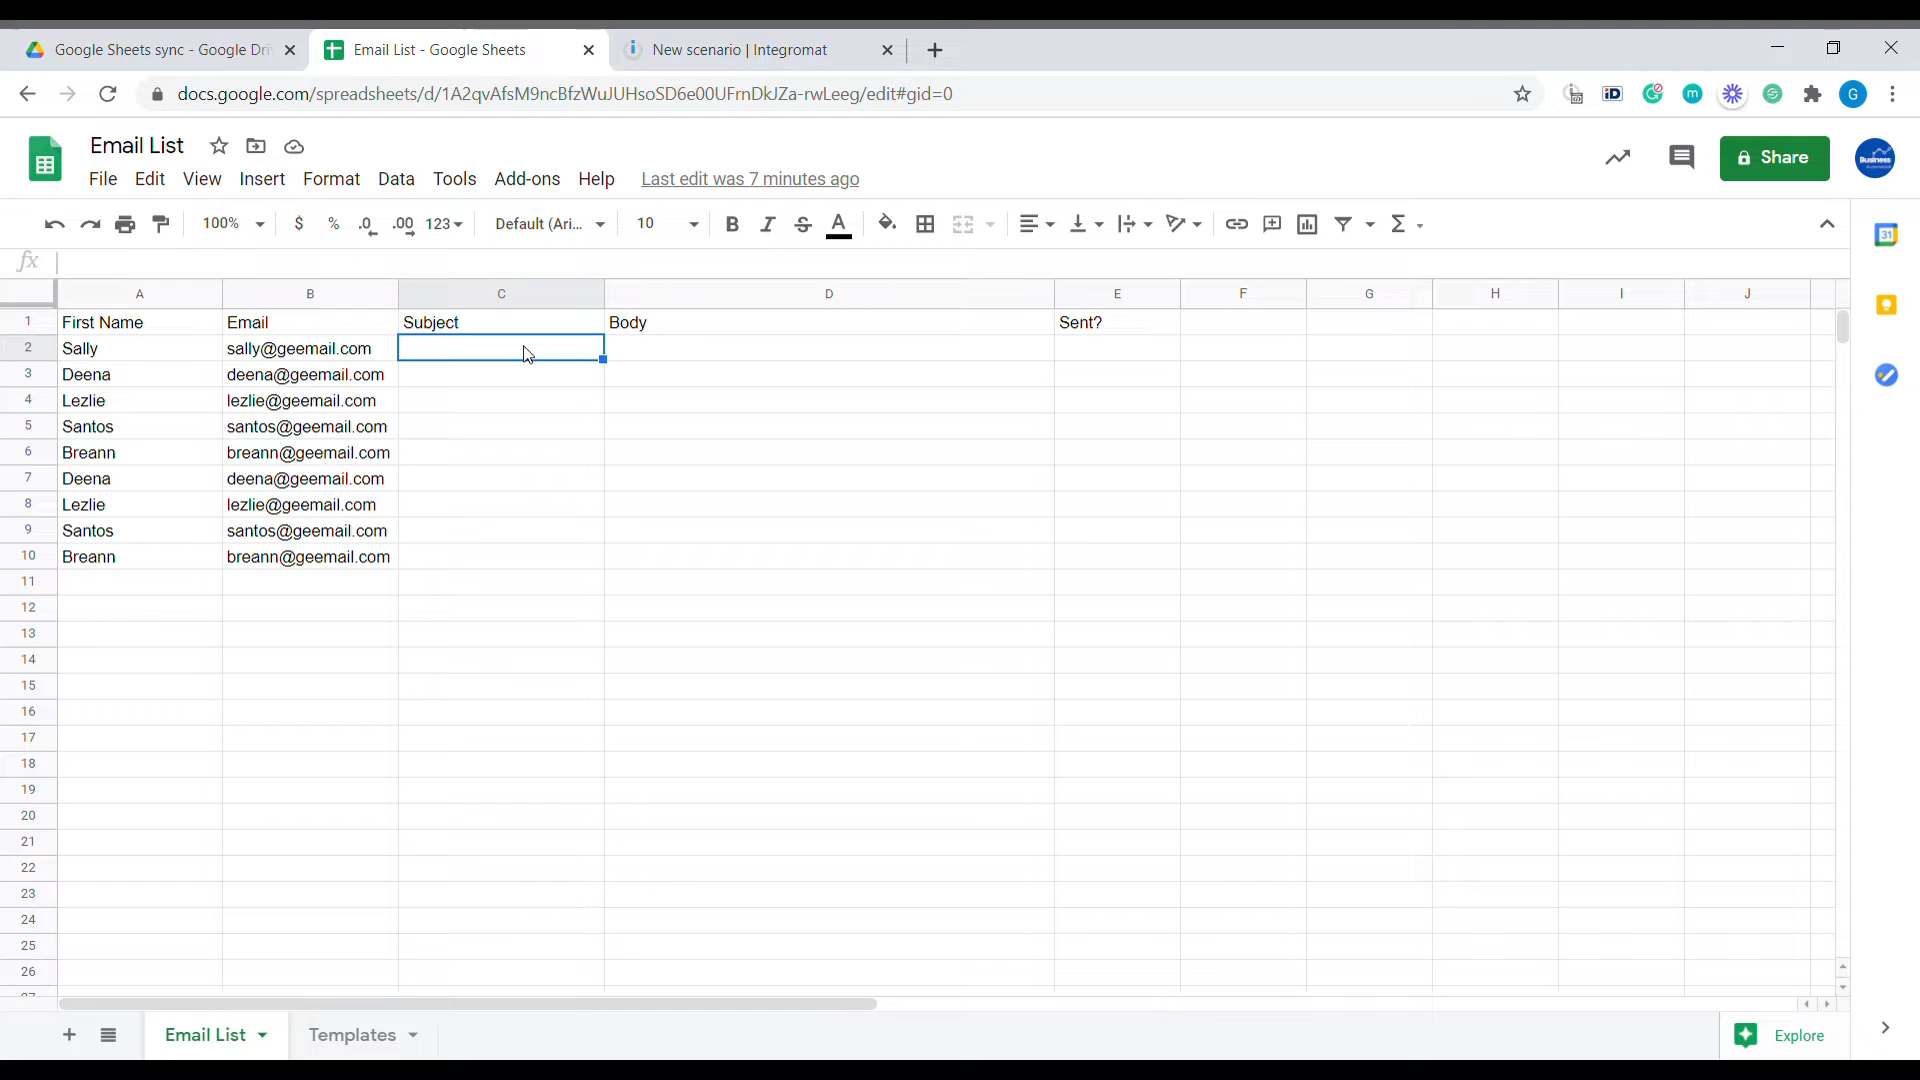 Google Sheets sync - Google Dri
Email List - Google Sheets
New scenario | Integromat
docs.google.com/spreadsheets/d/1A2qvAfsM9ncBfzWuJUHsoSD6e00UFrnDkJZa-rwLeeg/edit#gid=0
iD
m
G
Email List
Share
Business
File Edit View Insert Format Data Tools Add-ons Help Last edit was 7 minutes ago
100% $ % .0 .00 123 Default (Ari... 10 B I S A Σ
31
fx
A B C D E F G H I J
1 First Name Email Subject Body Sent?
2 Sally sally@geemail.com
3 Deena deena@geemail.com
4 Lezlie lezlie@geemail.com
5 Santos santos@geemail.com
6 Breann breann@geemail.com
7 Deena deena@geemail.com
8 Lezlie lezlie@geemail.com
9 Santos santos@geemail.com
10 Breann breann@geemail.com
11
12
13
14
15
16
17
18
19
20
21
22
23
24
25
26
27
Email List Templates Explore